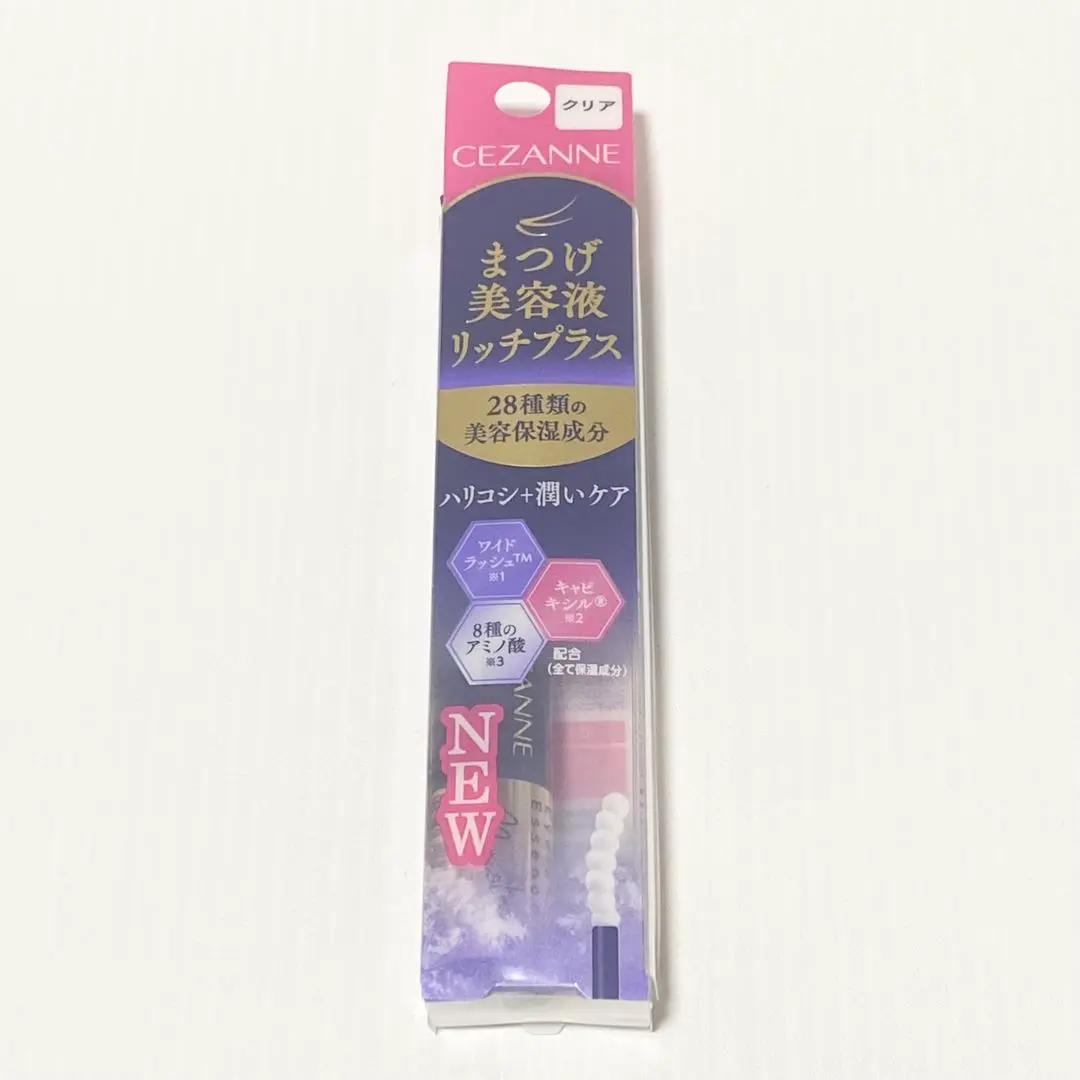 クリア
CEZANNE
まつげ
美容液
リッチプラス
28種類の
美容保湿成分
ハリコシ+潤いケア
ワイド
ラッシュ™
※1
キャピ
キシル®
※2
8種の
アミノ酸
※3
配合
(全て保湿成分)
ANNE
NEW